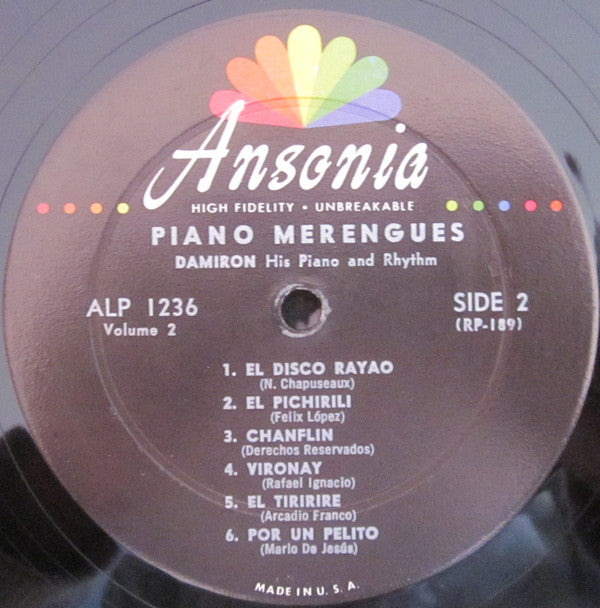 Ansonia
HIGH FIDELITY • UNBREAKABLE
PIANO MERENGUES
DAMIRON His Piano and Rhythm
ALP 1236
Volume 2
SIDE 2
(RP-189)
1. EL DISCO RAYAO
(N. Chapuseaux)
2. EL PICHIRILI
(Felix López)
3. CHANFLIN
(Derechos Reservados)
4. VIRONAY
(Rafael Ignacio)
5. EL TIRIRIRE
(Arcadio Franco)
6. POR UN PELITO
(Mario De Jesús)
MADE IN U. S. A.